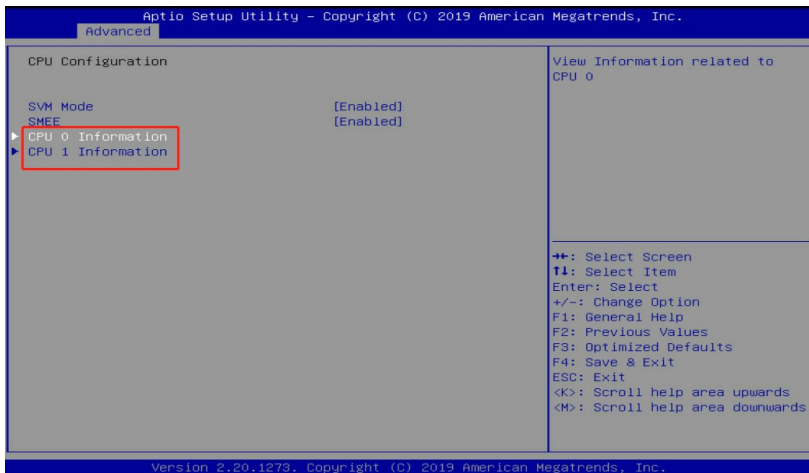 Aptio Setup Utility – Copyright (C) 2019 American Megatrends, Inc.
Advanced
CPU Configuration
SVM Mode [Enabled]
SMEE [Enabled]
CPU 0 Information
CPU 1 Information
View Information related to
CPU 0
→←: Select Screen
↑↓: Select Item
Enter: Select
+/-: Change Option
F1: General Help
F2: Previous Values
F3: Optimized Defaults
F4: Save & Exit
ESC: Exit
<K>: Scroll help area upwards
<M>: Scroll help area downwards
Version 2.20.1273. Copyright (C) 2019 American Megatrends, Inc.